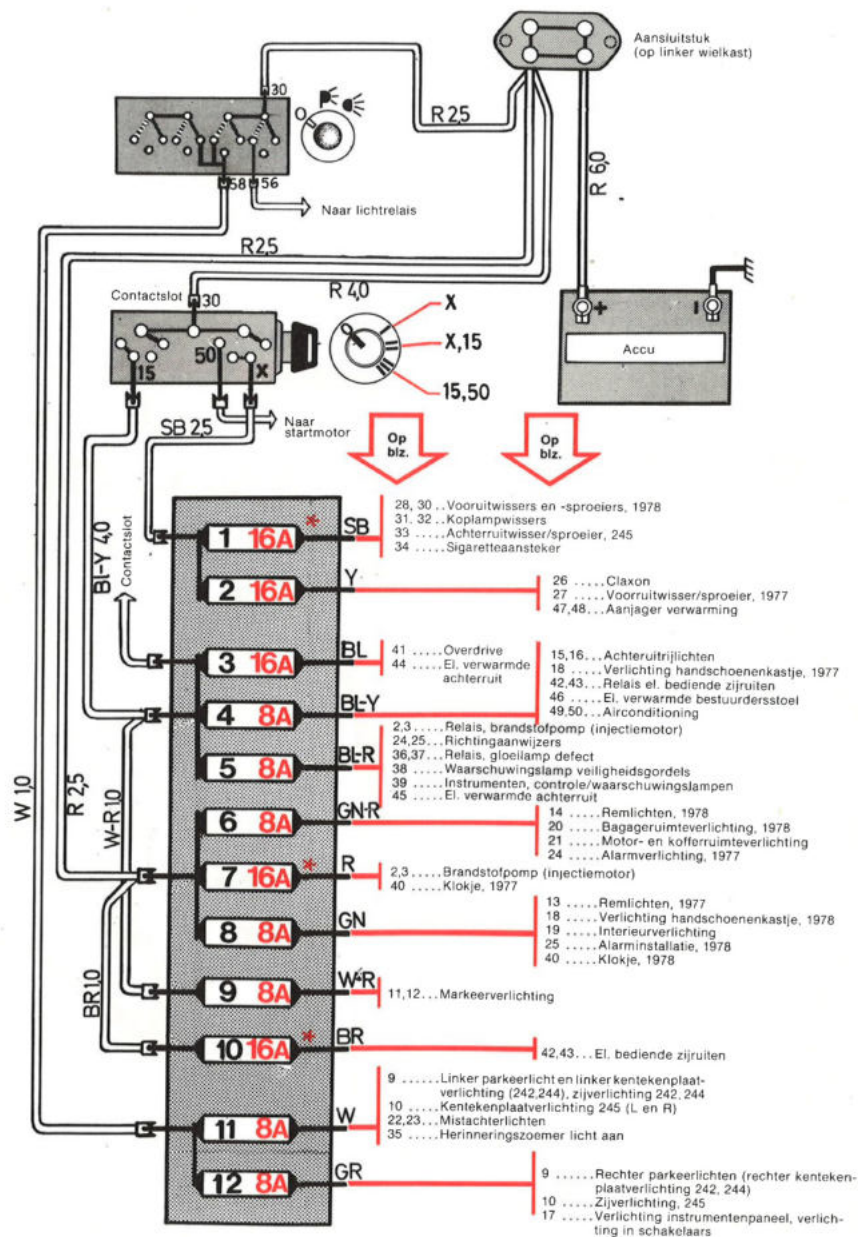 Aansluitstuk
(op linker wielkast)
30
O
R 2,5
R 6,0
58
56
Naar lichtrelais
R 2,5
R 4,0
Contactslot
30
O
X
X,15
15,50
15
50
X
+
-
Accu
SB 2,5
Naar
startmotor
Op
blz.
Op
blz.
Bl-Y 4,0
Contactslot
W 1,0
R 2,5
W-R 1,0
BR 1,0
1 16A * SB
28, 30..Vooruitwissers en -sproeiers, 1978
31. 32..Koplampwissers
33 .....Achterruitwisser/sproeier, 245
34 .....Sigaretteaansteker
2 16A Y
26 .....Claxon
27 .....Voorruitwisser/sproeier, 1977
47,48...Aanjager verwarming
3 16A BL
41 .....Overdrive
44 .....El. verwarmde
achterruit
4 8A BL-Y
15,16...Achteruitrijlichten
18 .....Verlichting handschoenenkastje, 1977
42,43...Relais el. bediende zijruiten
46 .....El. verwarmde bestuurdersstoel
49,50...Airconditioning
5 8A BL-R
2,3.....Relais, brandstofpomp (injectiemotor)
24,25...Richtingaanwijzers
36,37...Relais, gloeilamp defect
38 .....Waarschuwingslamp veiligheidsgordels
39 .....Instrumenten, controle/waarschuwingslampen
45 .....El. verwarmde achterruit
6 8A GN-R
14 .....Remlichten, 1978
20 .....Bagageruimteverlichting, 1978
21 .....Motor- en kofferruimteverlichting
24 .....Alarmverlichting, 1977
7 16A * R
2,3.....Brandstofpomp (injectiemotor)
40 .....Klokje, 1977
8 8A GN
13 .....Remlichten, 1977
18 .....Verlichting handschoenenkastje, 1978
19 .....Interieurverlichting
25 .....Alarminstallatie, 1978
40 .....Klokje, 1978
9 8A W-R
11,12...Markeerverlichting
10 16A * BR
42,43...El. bediende zijruiten
11 8A W
9 ......Linker parkeerlicht en linker kentekenplaat-
verlichting (242,244), zijverlichting 242, 244
10 .....Kentekenplaatverlichting 245 (L en R)
22,23...Mistachterlichten
35 .....Herinneringszoemer licht aan
12 8A GR
9 ......Rechter parkeerlichten (rechter kenteken-
plaatverlichting 242, 244)
10 .....Zijverlichting, 245
17 .....Verlichting instrumentenpaneel, verlich-
ting in schakelaars